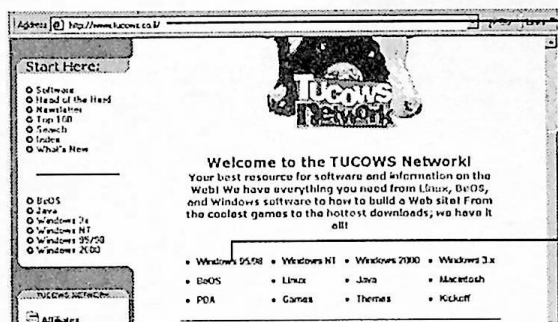 Address http://www.tucows.co.il/
Start Here:
Software
Head of the Herd
Newsletter
Top 100
Search
Index
What's New
BeOS
Java
Windows 3x
Windows NT
Windows 95/98
Windows 2000
TUCOWS NETWORK
Affiliates
TUCOWS
Network
Welcome to the TUCOWS Network!
Your best resource for software and information on the
Web! We have everything you need from Linux, BeOS,
and Windows software to how to build a Web site! From
the coolest games to the hottest downloads; we have it
all!
• Windows 95/98 • Windows NT • Windows 2000 • Windows 3.x
• BeOS • Linux • Java • Macintosh
• PDA • Games • Themes • Kickoff